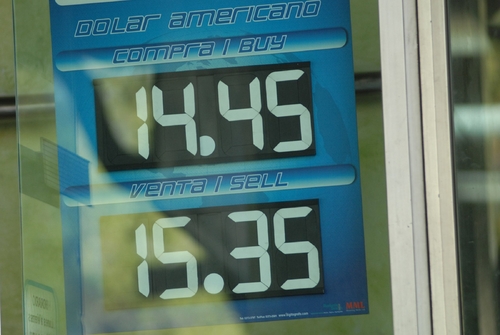 DOLAR AMERICANO
COMPRA / BUY
14.45
VENTA / SELL
15.35